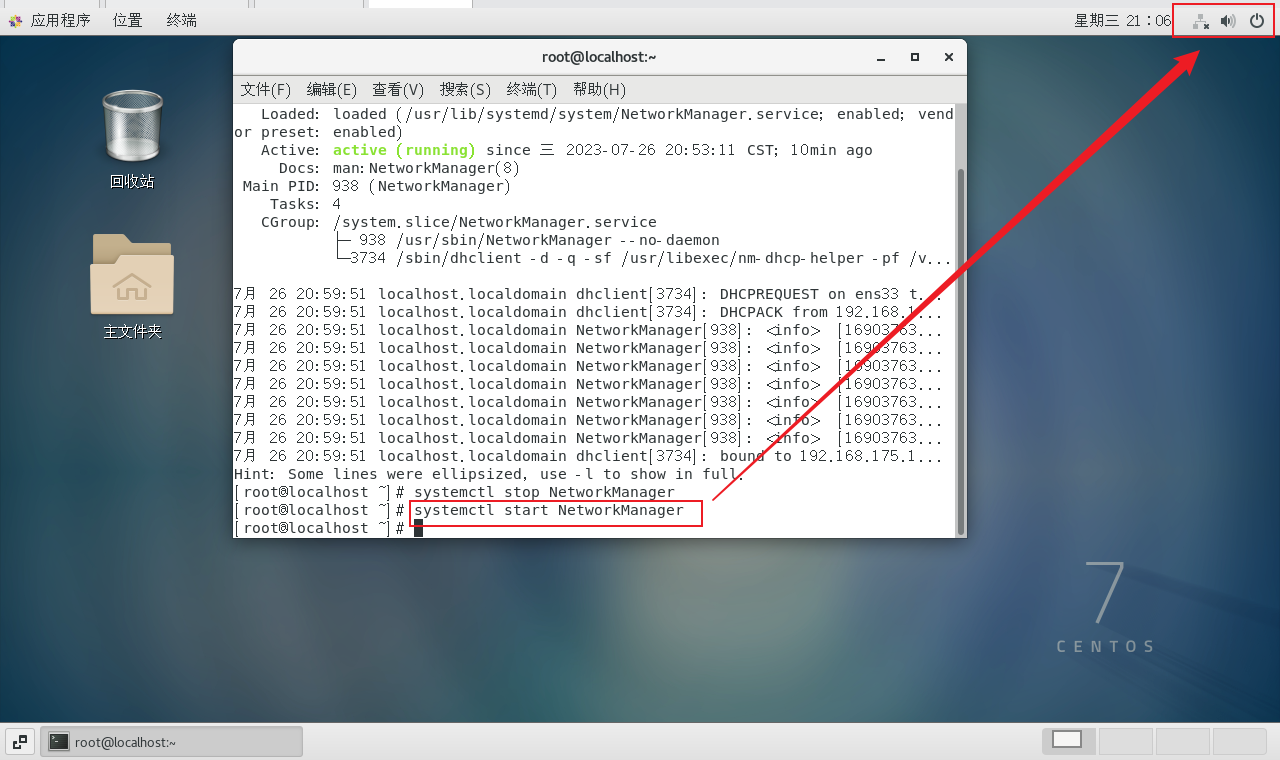 应用程序 位置 终端 星期三 21：06
root@localhost:~
文件(F) 编辑(E) 查看(V) 搜索(S) 终端(T) 帮助(H)
Loaded: loaded (/usr/lib/systemd/system/NetworkManager.service; enabled; vend
or preset: enabled)
Active: active (running) since 三 2023-07-26 20:53:11 CST; 10min ago
Docs: man:NetworkManager(8)
Main PID: 938 (NetworkManager)
Tasks: 4
CGroup: /system.slice/NetworkManager.service
├─ 938 /usr/sbin/NetworkManager --no-daemon
└─3734 /sbin/dhclient -d -q -sf /usr/libexec/nm-dhcp-helper -pf /v...
7月 26 20:59:51 localhost.localdomain dhclient[3734]: DHCPREQUEST on ens33 t...
7月 26 20:59:51 localhost.localdomain dhclient[3734]: DHCPACK from 192.168.1...
7月 26 20:59:51 localhost.localdomain NetworkManager[938]: <info> [16903763...
7月 26 20:59:51 localhost.localdomain NetworkManager[938]: <info> [16903763...
7月 26 20:59:51 localhost.localdomain NetworkManager[938]: <info> [16903763...
7月 26 20:59:51 localhost.localdomain NetworkManager[938]: <info> [16903763...
7月 26 20:59:51 localhost.localdomain NetworkManager[938]: <info> [16903763...
7月 26 20:59:51 localhost.localdomain NetworkManager[938]: <info> [16903763...
7月 26 20:59:51 localhost.localdomain NetworkManager[938]: <info> [16903763...
7月 26 20:59:51 localhost.localdomain dhclient[3734]: bound to 192.168.175.1...
Hint: Some lines were ellipsized, use -l to show in full.
[root@localhost ~]# systemctl stop NetworkManager
[root@localhost ~]# systemctl start NetworkManager
[root@localhost ~]#
回收站
主文件夹
7
CENTOS
root@localhost:~